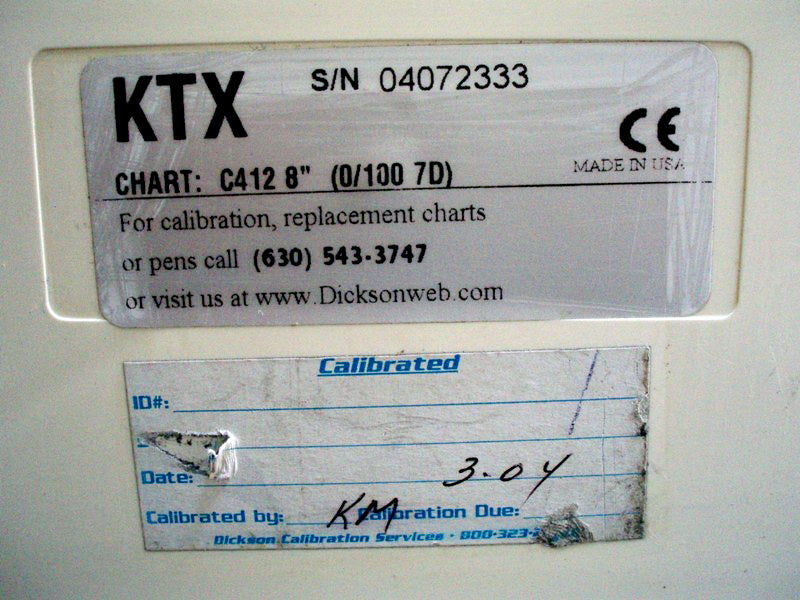 KTX S/N 04072333
CE
MADE IN USA
CHART: C412 8" (0/100 7D)
For calibration, replacement charts
or pens call (630) 543-3747
or visit us at www.Dicksonweb.com
Calibrated
ID#:
Date: 3-04
Calibrated by: KM Calibration Due:
Dickson Calibration Services · 800-323-